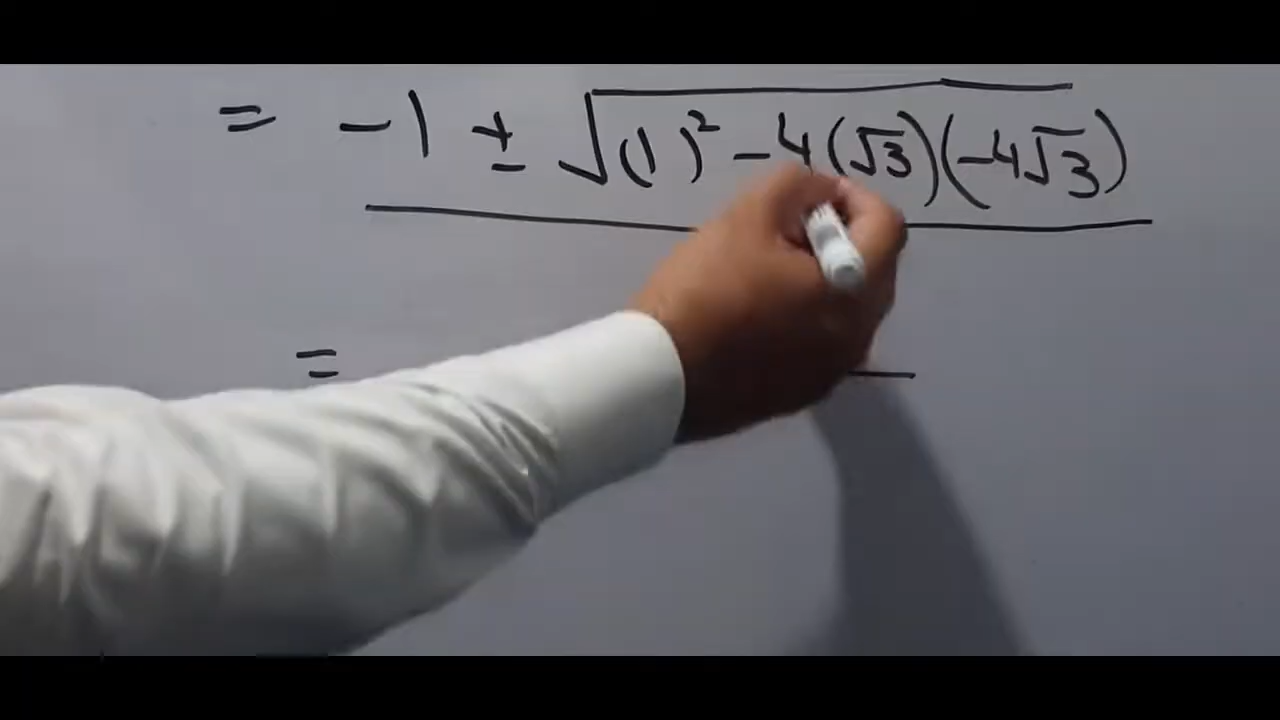 = -1 ± √(1)² -4(√3)(-4√3)
=